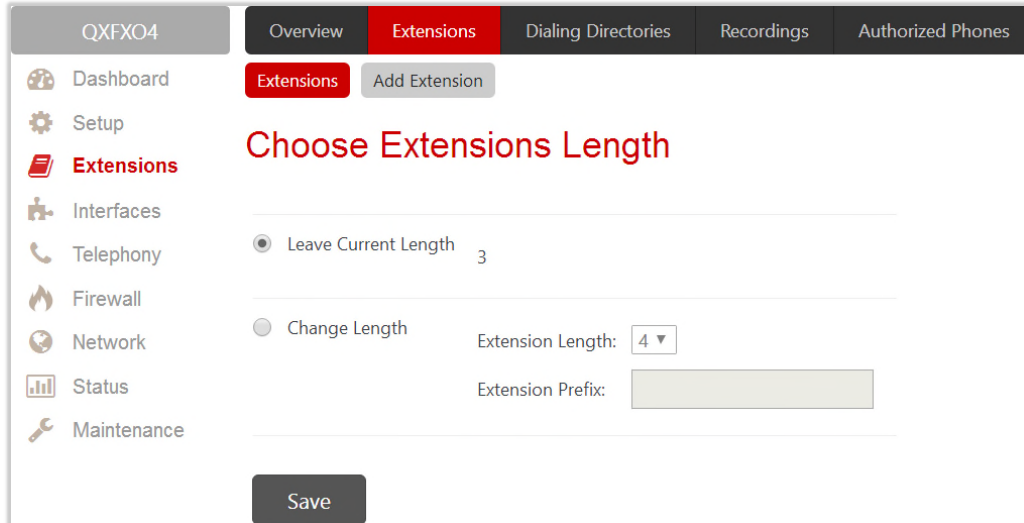 QXFXO4
Overview
Extensions
Dialing Directories
Recordings
Authorized Phones
Dashboard
Setup
Extensions
Interfaces
Telephony
Firewall
Network
Status
Maintenance
Extensions
Add Extension
Choose Extensions Length
Leave Current Length
3
Change Length
Extension Length: 4
Extension Prefix:
Save